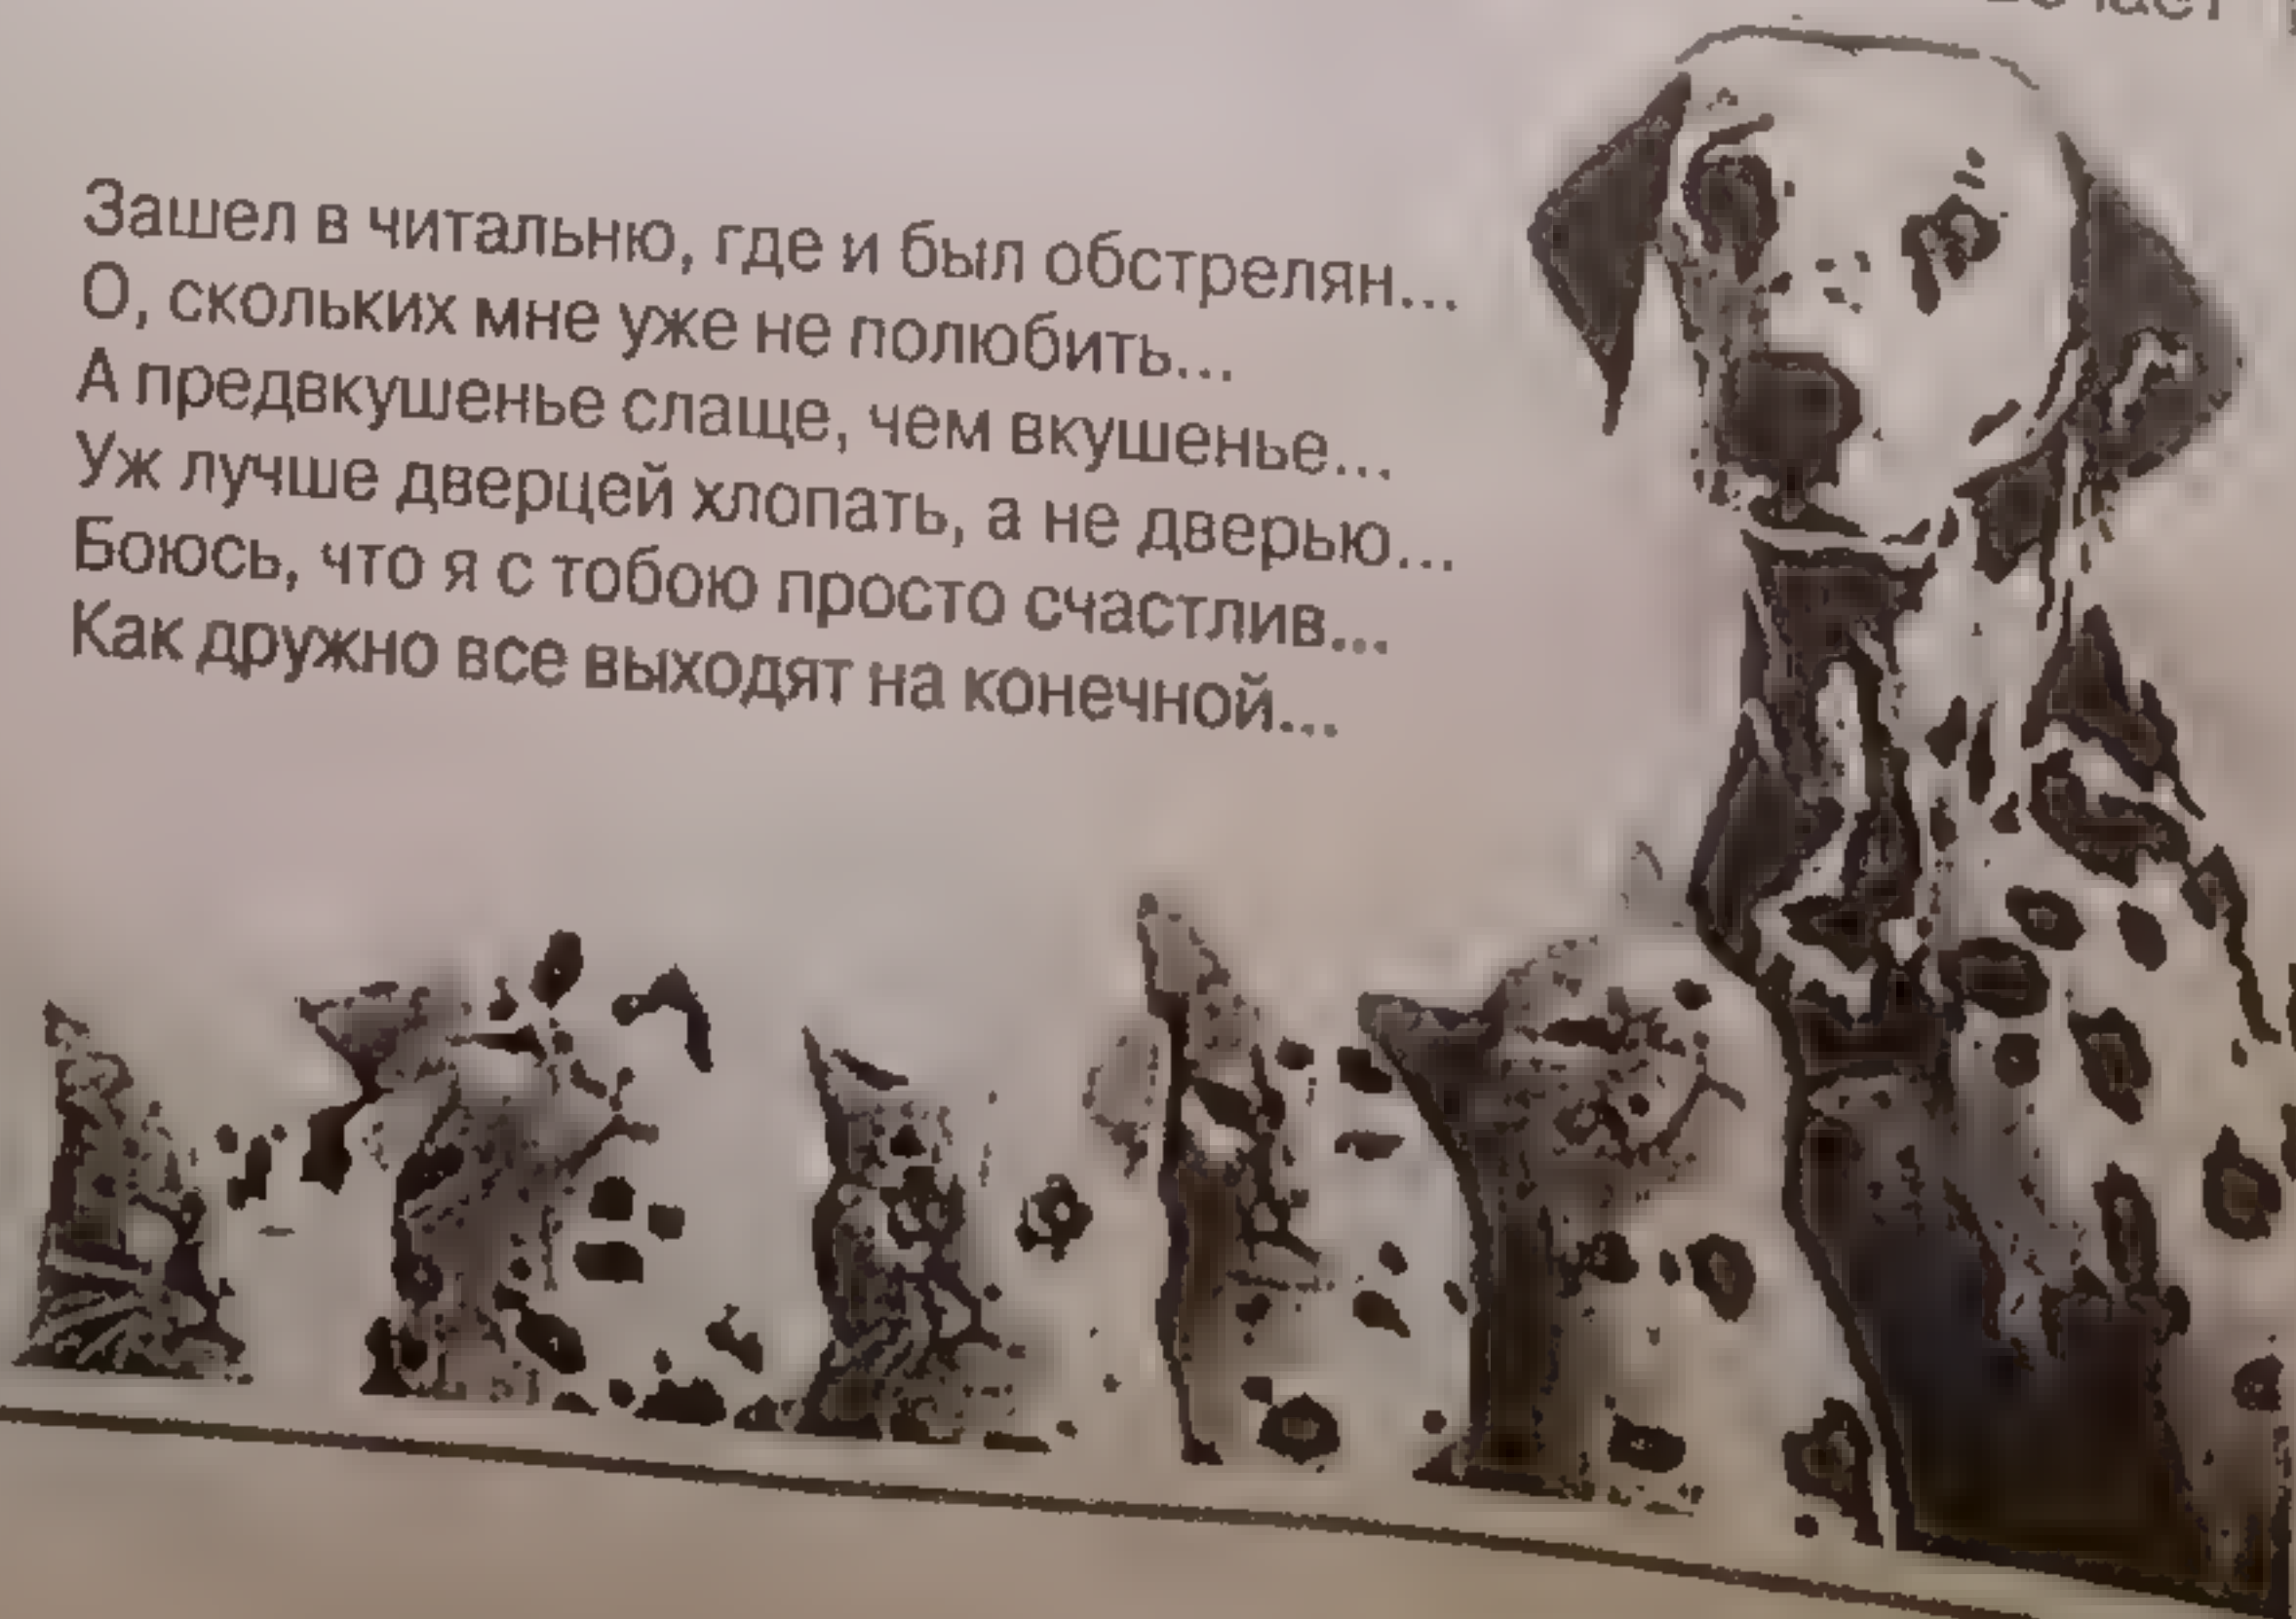 Зашел в читальню, где и был обстрелян...
О, скольких мне уже не полюбить...
А предвкушенье слаще, чем вкушенье...
Уж лучше дверцей хлопать, а не дверью...
Боюсь, что я с тобою просто счастлив...
Как дружно все выходят на конечной...